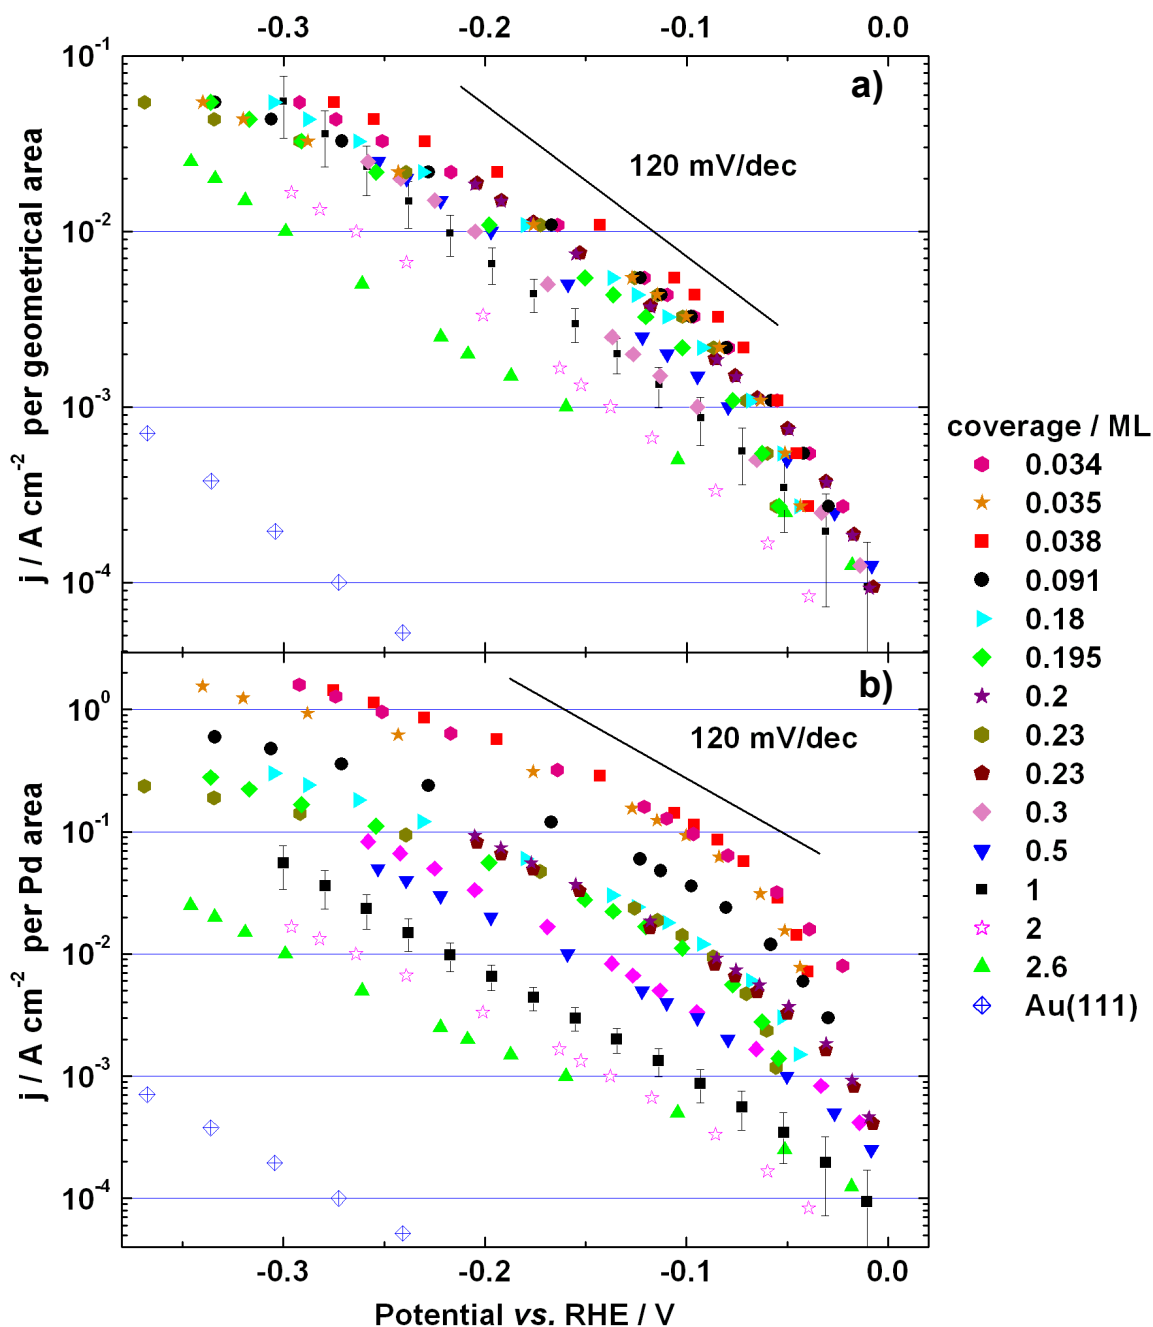 -0.3 -0.2 -0.1 0.0
a)
10⁻¹
10⁻²
10⁻³
10⁻⁴
j / A cm⁻² per geometrical area
120 mV/dec
b)
10⁰
10⁻¹
10⁻²
10⁻³
10⁻⁴
j / A cm⁻² per Pd area
120 mV/dec
-0.3 -0.2 -0.1 0.0
Potential vs. RHE / V
coverage / ML
0.034
0.035
0.038
0.091
0.18
0.195
0.2
0.23
0.23
0.3
0.5
1
2
2.6
Au(111)